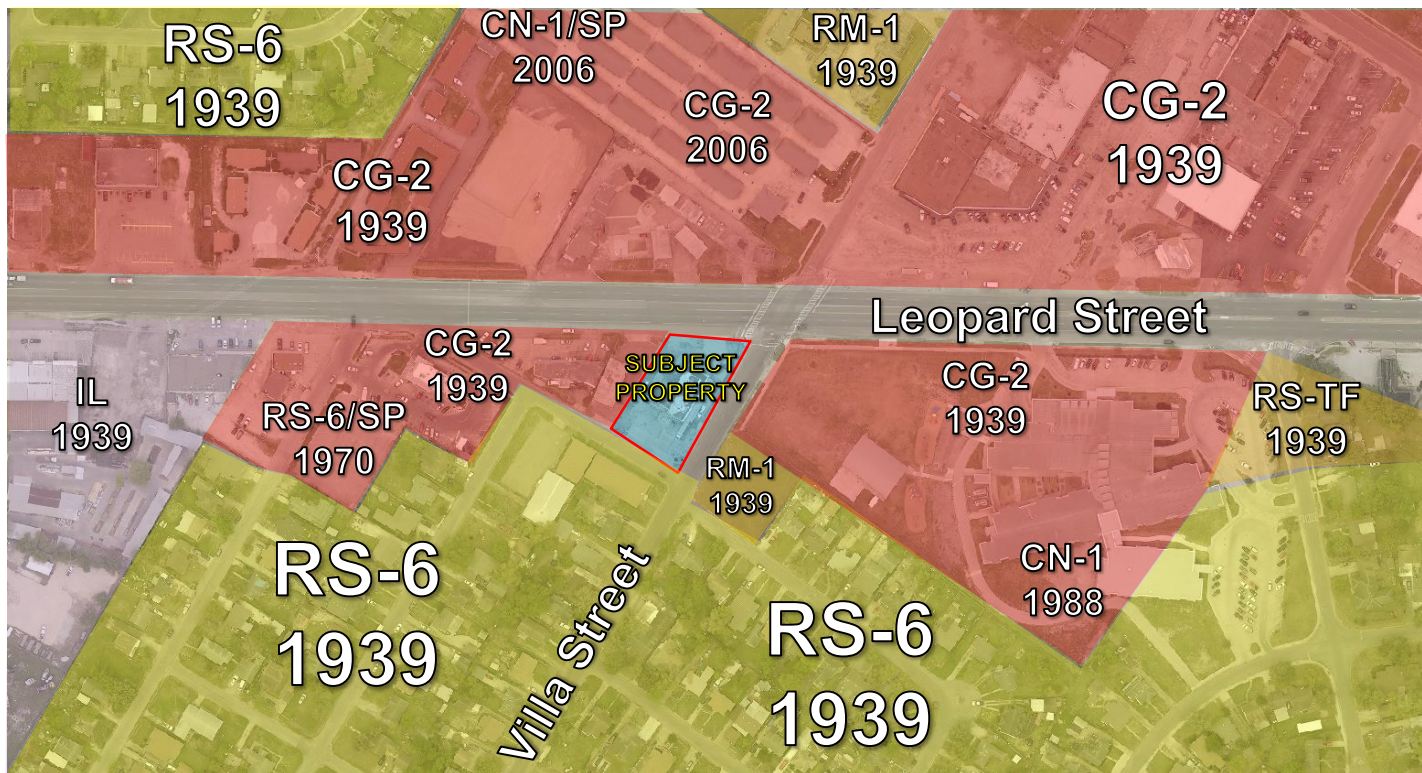 RS-6
1939
CN-1/SP
2006
RM-1
1939
CG-2
2006
CG-2
1939
CG-2
1939
Leopard Street
SUBJECT
PROPERTY
CG-2
1939
IL
1939
RS-6/SP
1970
CG-2
1939
RS-TF
1939
RM-1
1939
RS-6
1939
CN-1
1988
Villa Street
RS-6
1939